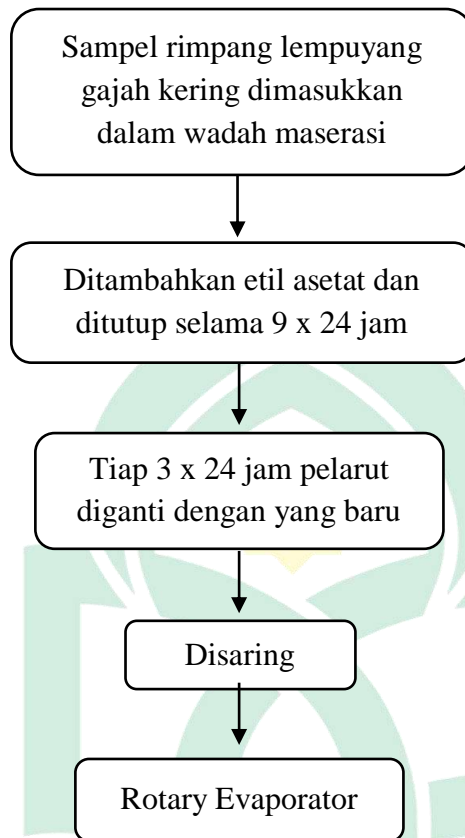 Sampel rimpang lempuyang
gajah kering dimasukkan
dalam wadah maserasi
Ditambahkan etil asetat dan
ditutup selama 9 x 24 jam
Tiap 3 x 24 jam pelarut
diganti dengan yang baru
Disaring
Rotary Evaporator